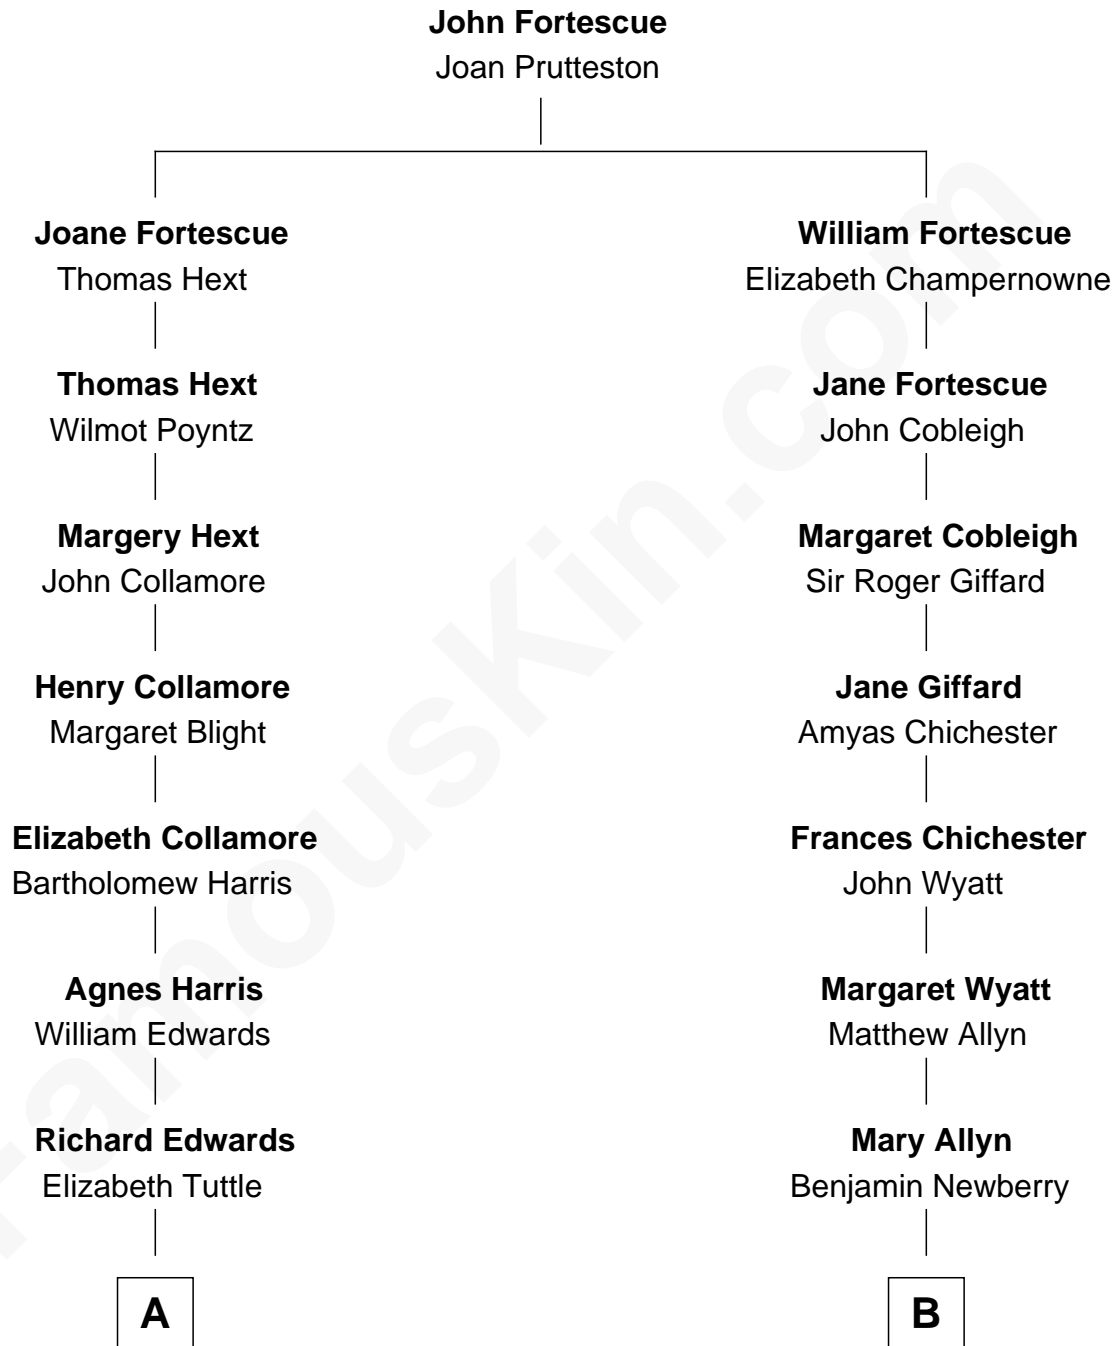 John Fortescue
Joan Prutteston
Joane Fortescue
Thomas Hext
William Fortescue
Elizabeth Champernowne
Thomas Hext
Wilmot Poyntz
Jane Fortescue
John Cobleigh
Margery Hext
John Collamore
Margaret Cobleigh
Sir Roger Giffard
Henry Collamore
Margaret Blight
Jane Giffard
Amyas Chichester
Elizabeth Collamore
Bartholomew Harris
Frances Chichester
John Wyatt
Agnes Harris
William Edwards
Margaret Wyatt
Matthew Allyn
Richard Edwards
Elizabeth Tuttle
Mary Allyn
Benjamin Newberry
A
B
FamousKin.com